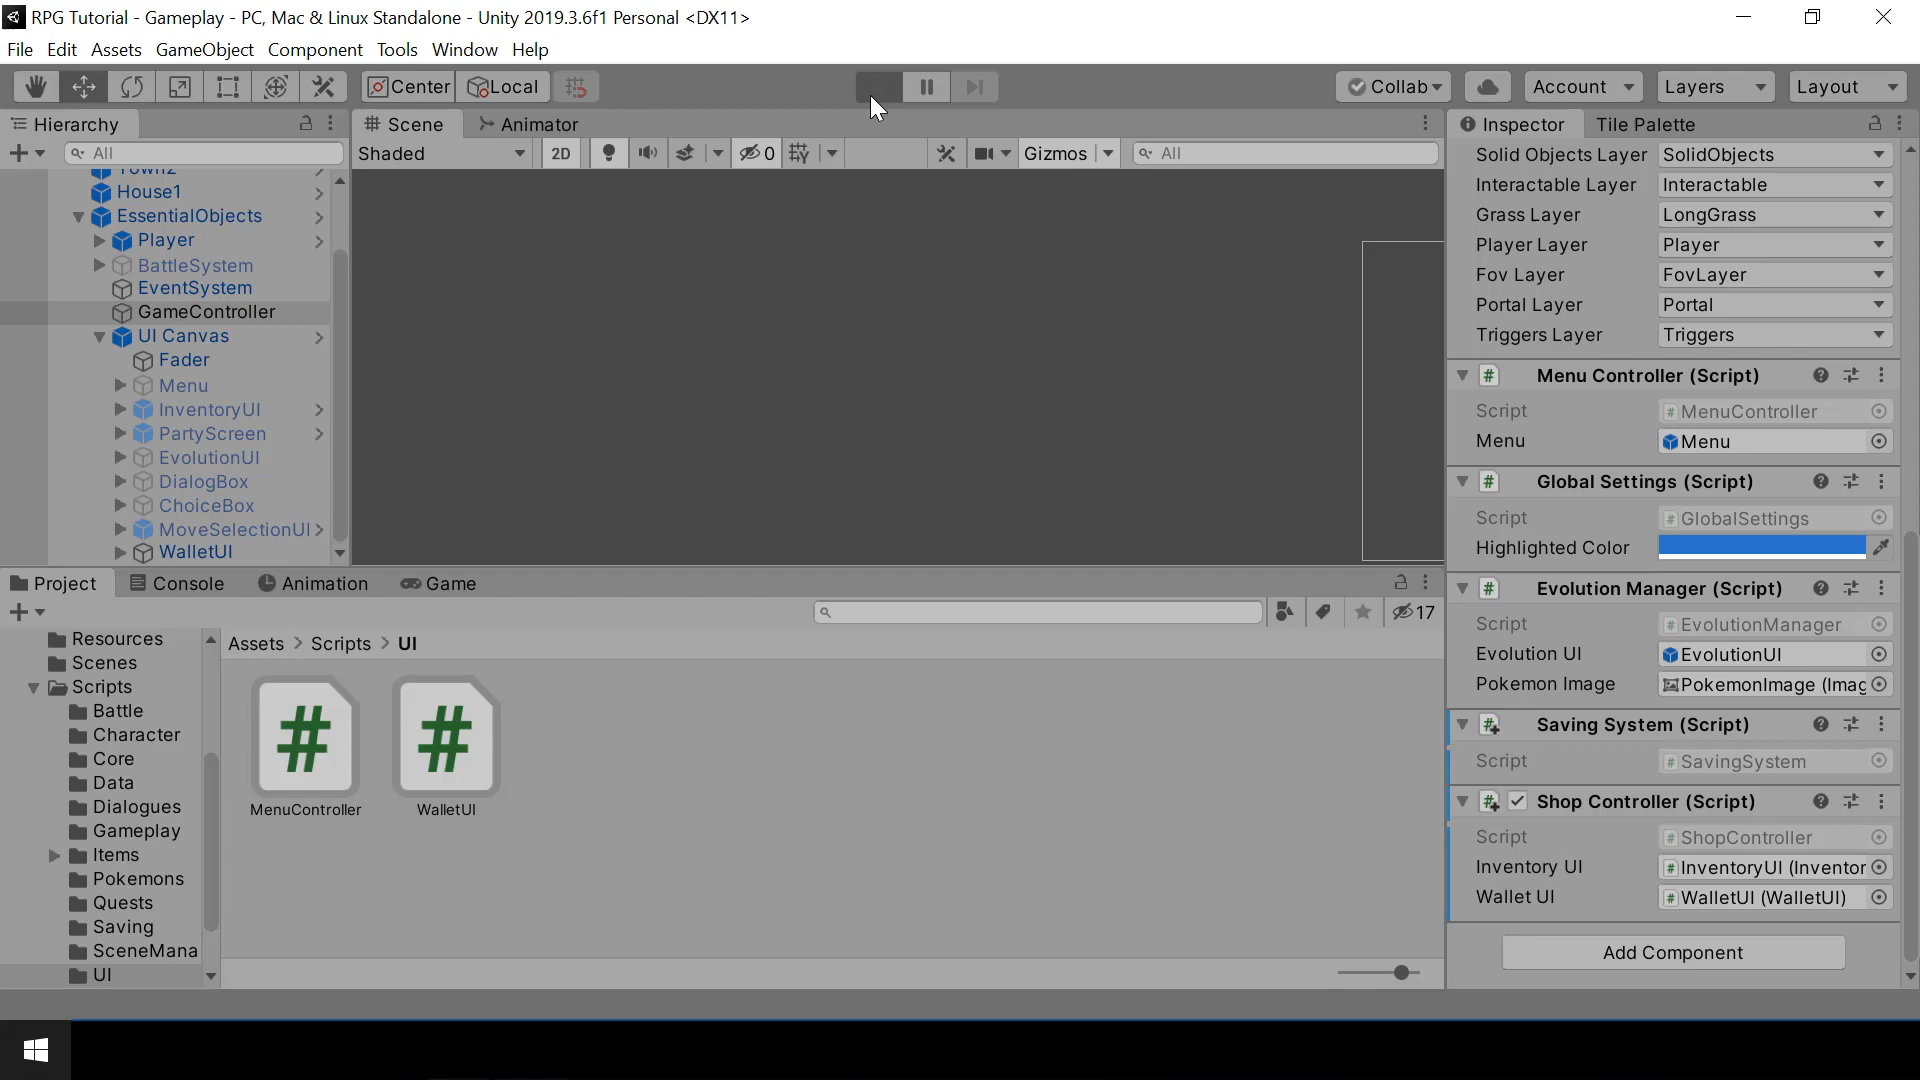 RPG Tutorial - Gameplay - PC, Mac & Linux Standalone - Unity 2019.3.6f1 Personal <DX11>
File Edit Assets GameObject Component Tools Window Help
Center Local Collab Account Layers Layout
Hierarchy
All
Town2
House1
EssentialObjects
Player
BattleSystem
EventSystem
GameController
UI Canvas
Fader
Menu
InventoryUI
PartyScreen
EvolutionUI
DialogBox
ChoiceBox
MoveSelectionUI
WalletUI
Scene Animator
Shaded 2D 0 Gizmos All
Inspector Tile Palette
Solid Objects Layer SolidObjects
Interactable Layer Interactable
Grass Layer LongGrass
Player Layer Player
Fov Layer FovLayer
Portal Layer Portal
Triggers Layer Triggers
# Menu Controller (Script)
Script # MenuController
Menu Menu
# Global Settings (Script)
Script # GlobalSettings
Highlighted Color
# Evolution Manager (Script)
Script # EvolutionManager
Evolution UI EvolutionUI
Pokemon Image PokemonImage (Imag
# Saving System (Script)
Script # SavingSystem
# Shop Controller (Script)
Script # ShopController
Inventory UI # InventoryUI (Inventor
Wallet UI # WalletUI (WalletUI)
Add Component
Project Console Animation Game
17
Resources
Scenes
Scripts
Battle
Character
Core
Data
Dialogues
Gameplay
Items
Pokemons
Quests
Saving
SceneMana
UI
Assets > Scripts > UI
# #
MenuController WalletUI